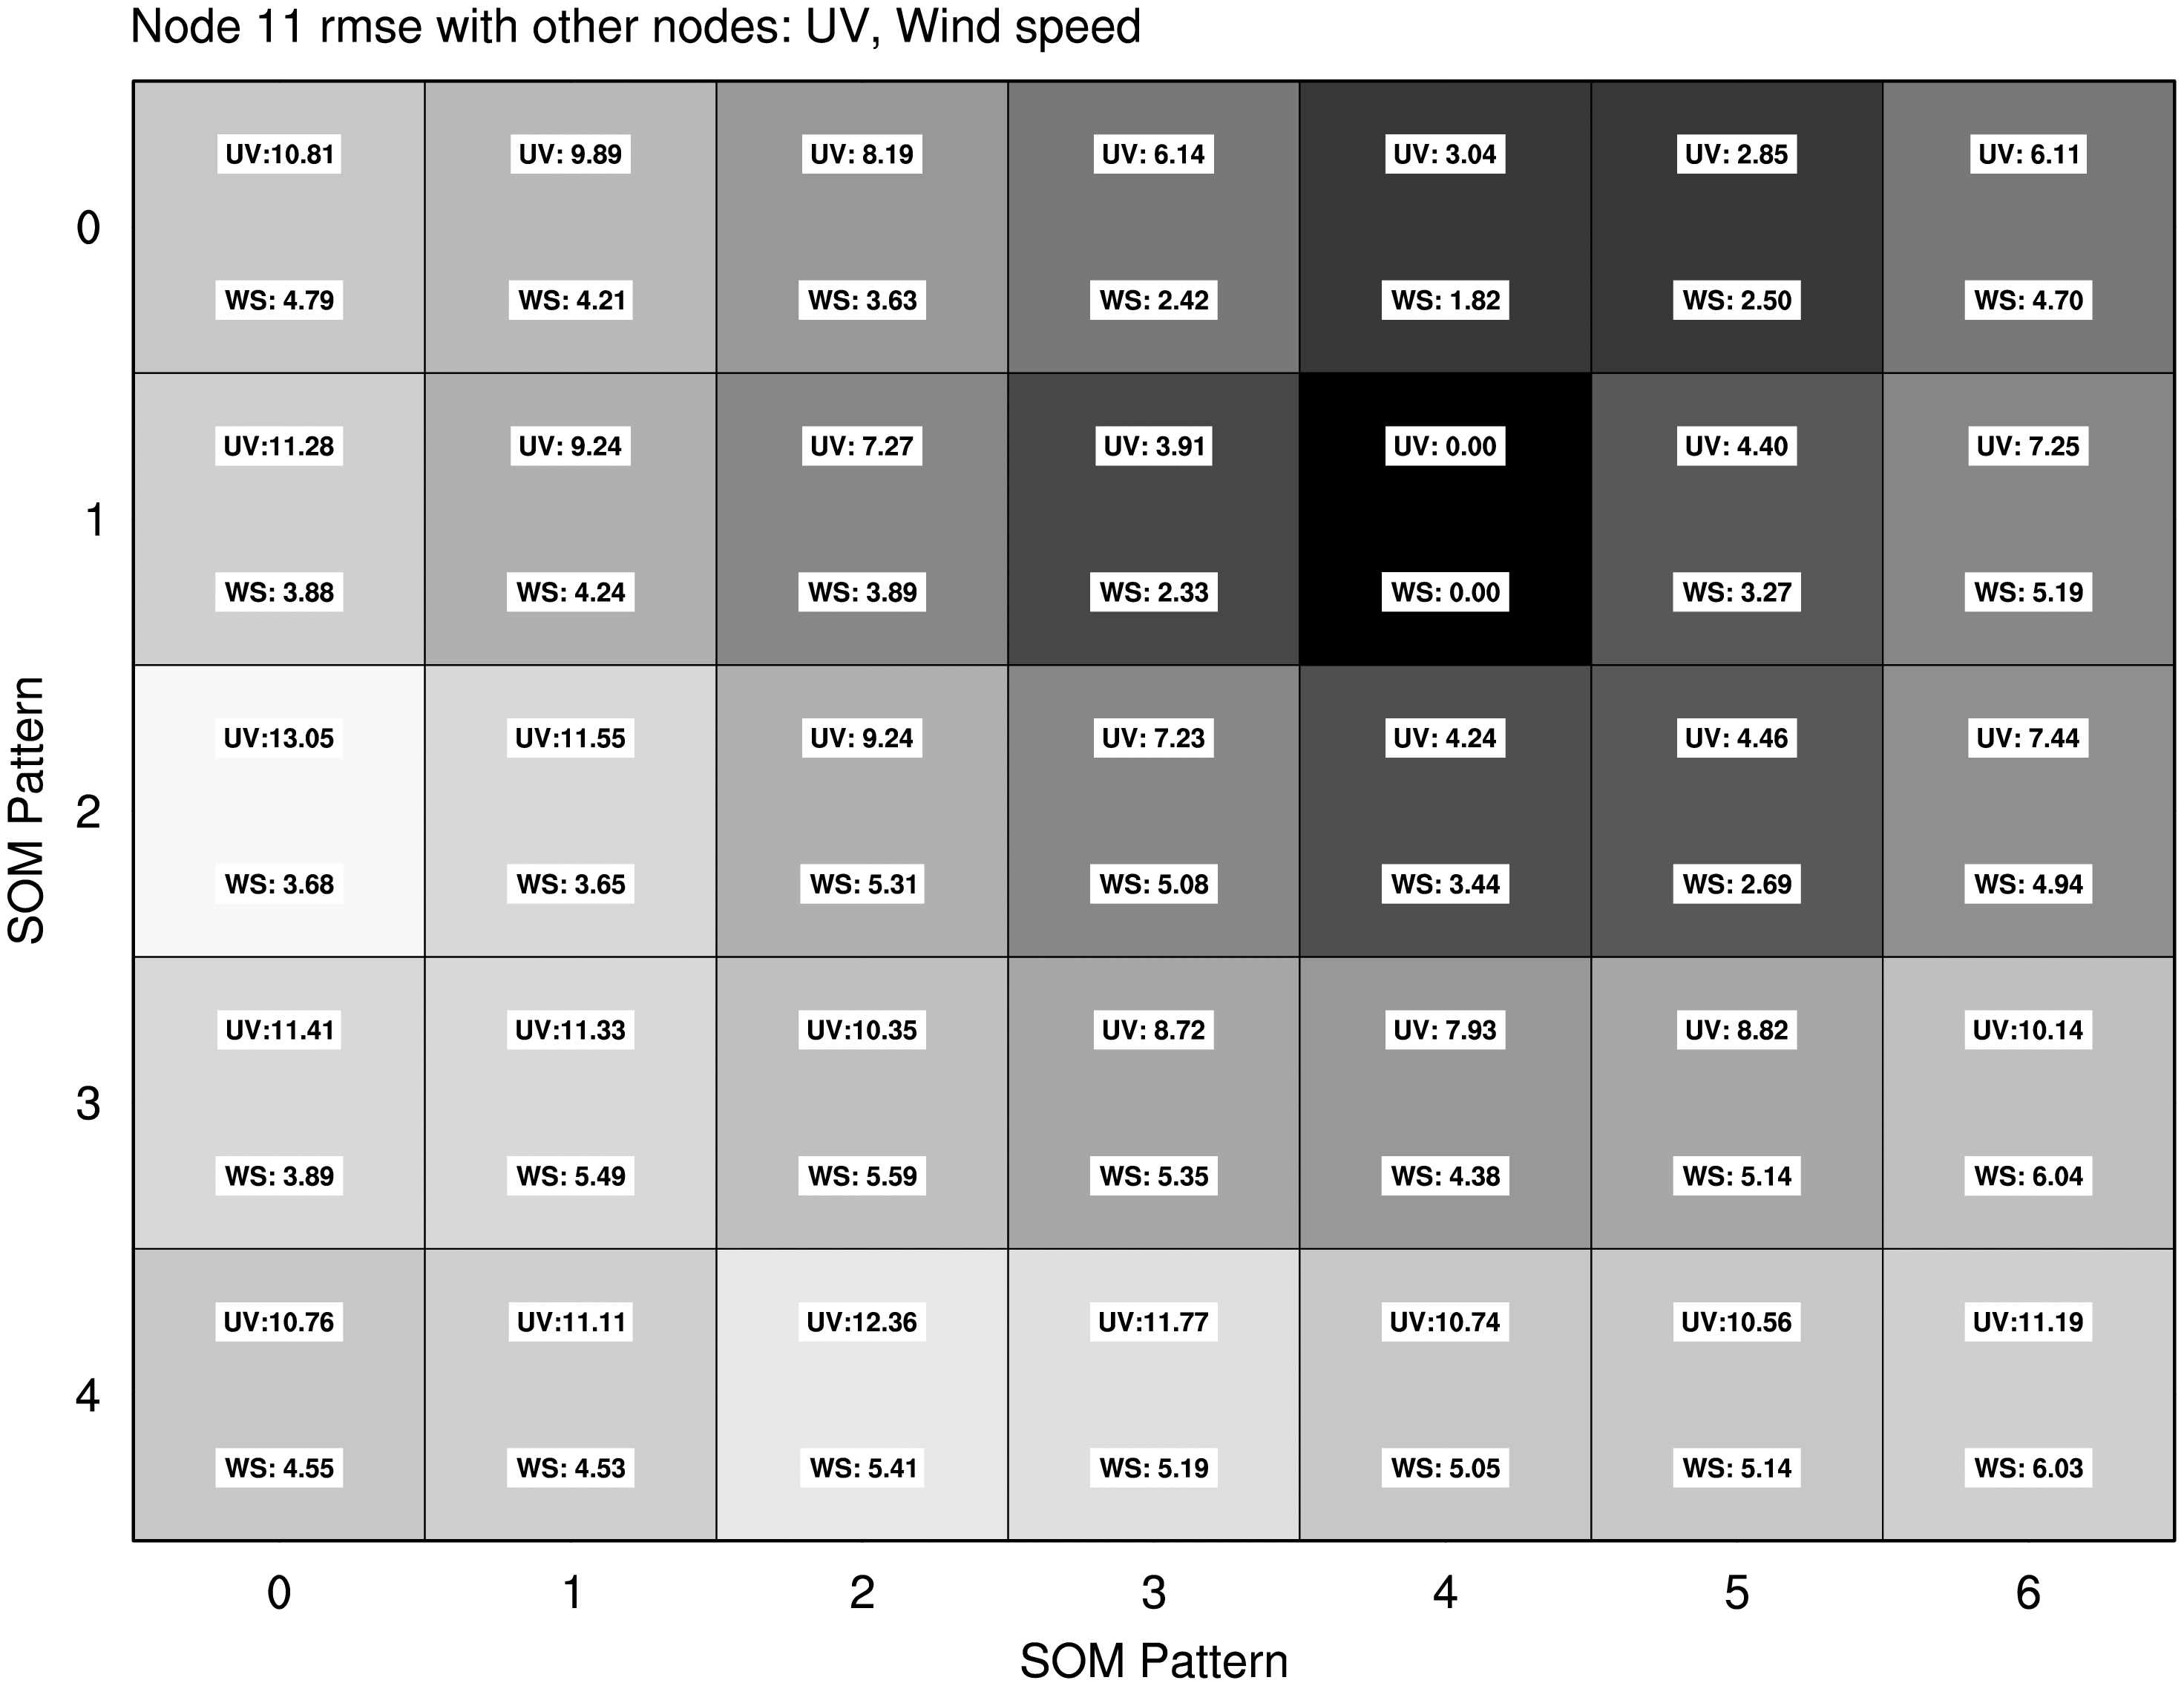 Node 11 rmse with other nodes: UV, Wind speed
UV:10.81 UV: 9.89 UV: 8.19 UV: 6.14 UV: 3.04 UV: 2.85 UV: 6.11
0
WS: 4.79 WS: 4.21 WS: 3.63 WS: 2.42 WS: 1.82 WS: 2.50 WS: 4.70
UV:11.28 UV: 9.24 UV: 7.27 UV: 3.91 UV: 0.00 UV: 4.40 UV: 7.25
1
WS: 3.88 WS: 4.24 WS: 3.89 WS: 2.33 WS: 0.00 WS: 3.27 WS: 5.19
SOM Pattern
UV:13.05 UV:11.55 UV: 9.24 UV: 7.23 UV: 4.24 UV: 4.46 UV: 7.44
2
WS: 3.68 WS: 3.65 WS: 5.31 WS: 5.08 WS: 3.44 WS: 2.69 WS: 4.94
UV:11.41 UV:11.33 UV:10.35 UV: 8.72 UV: 7.93 UV: 8.82 UV:10.14
3
WS: 3.89 WS: 5.49 WS: 5.59 WS: 5.35 WS: 4.38 WS: 5.14 WS: 6.04
UV:10.76 UV:11.11 UV:12.36 UV:11.77 UV:10.74 UV:10.56 UV:11.19
4
WS: 4.55 WS: 4.53 WS: 5.41 WS: 5.19 WS: 5.05 WS: 5.14 WS: 6.03
0 1 2 3 4 5 6
SOM Pattern